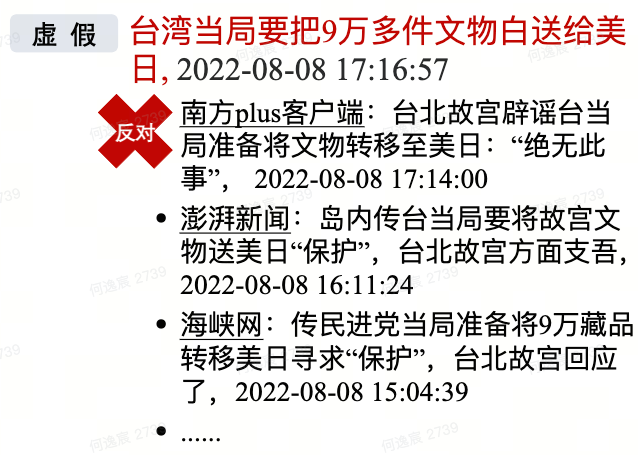 虚 假
台湾当局要把9万多件文物白送给美
日, 2022-08-08 17:16:57
反对
南方plus客户端：台北故宫辟谣台当
局准备将文物转移至美日：“绝无此
事”， 2022-08-08 17:14:00
• 澎湃新闻：岛内传台当局要将故宫文
物送美日“保护”，台北故宫方面支吾,
2022-08-08 16:11:24
• 海峡网：传民进党当局准备将9万藏品
转移美日寻求“保护”，台北故宫回应
了，2022-08-08 15:04:39
• ......
何逸宸 2739